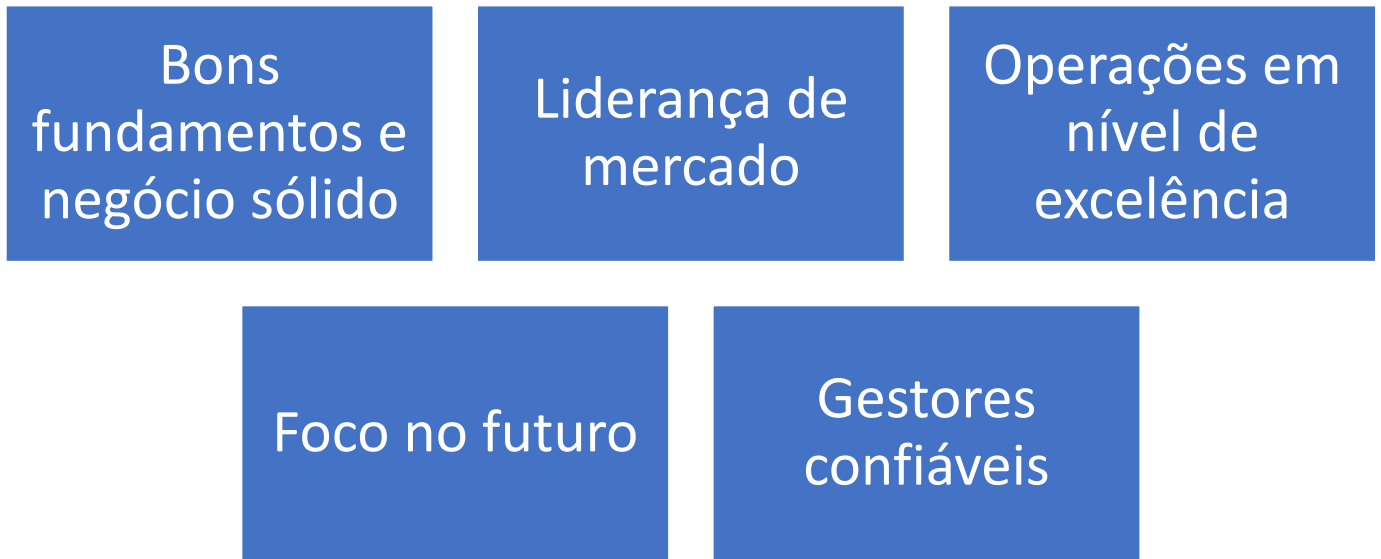 Bons
fundamentos e
negócio sólido
Liderança de
mercado
Operações em
nível de
excelência
Foco no futuro
Gestores
confiáveis